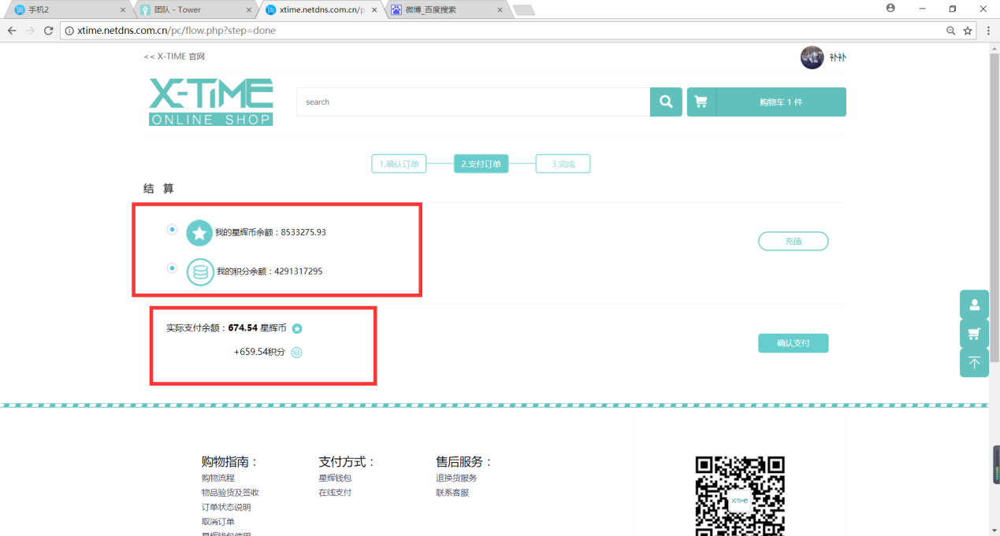 手机2
团队 - Tower
xtime.netdns.com.cn/p
微博_百度搜索
xtime.netdns.com.cn/pc/flow.php?step=done
<< X-TIME 官网
补补
X-TIME
ONLINE SHOP
search
购物车 1 件
1.确认订单
2.支付订单
3.完成
结 算
我的星辉币余额：8533275.93
充值
我的积分余额：4291317295
实际支付余额：674.54 星辉币
+659.54积分
确认支付
购物指南：
购物流程
物品验货及签收
订单状态说明
取消订单
星辉钱包使用
支付方式：
星辉钱包
在线支付
售后服务：
退换货服务
联系客服
X-TIME